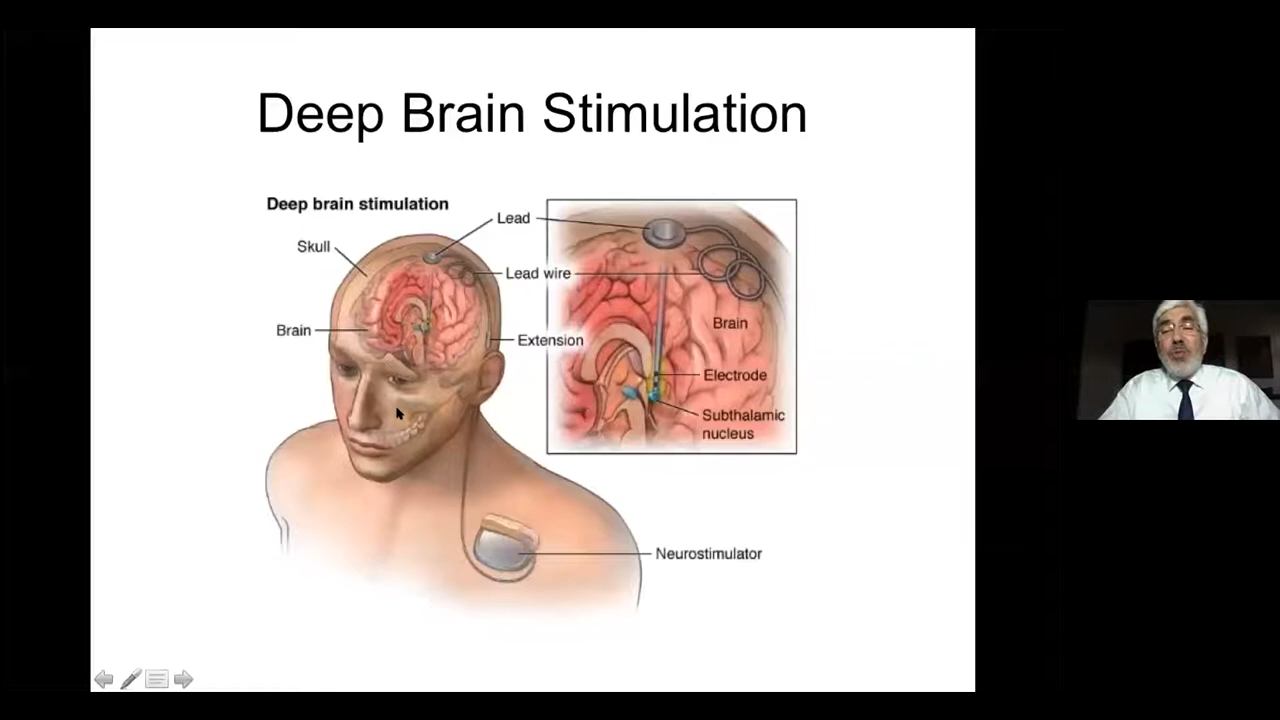 Deep Brain Stimulation
Deep brain stimulation
Lead
Skull
Lead wire
Brain
Extension
Brain
Electrode
Subthalamic
nucleus
Neurostimulator